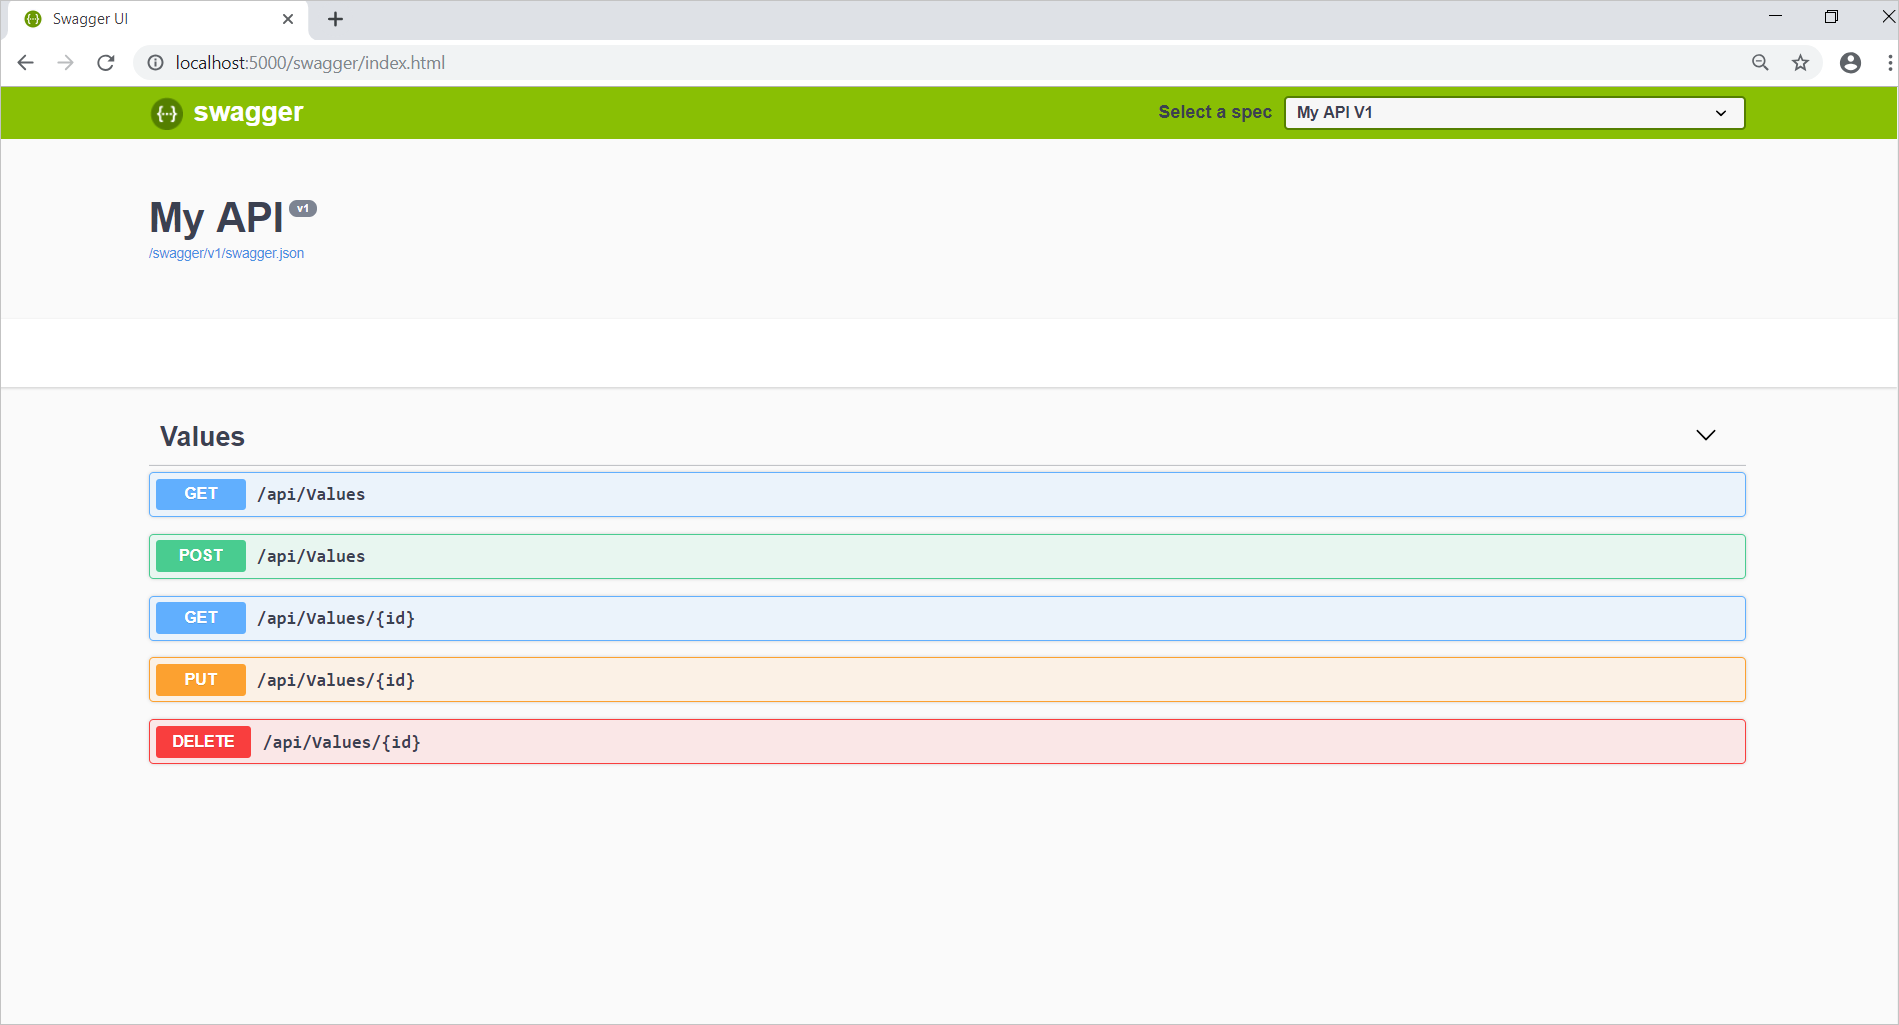 Swagger UI
localhost:5000/swagger/index.html
{···} swagger
Select a spec
My API V1
My API v1
/swagger/v1/swagger.json
Values
GET /api/Values
POST /api/Values
GET /api/Values/{id}
PUT /api/Values/{id}
DELETE /api/Values/{id}